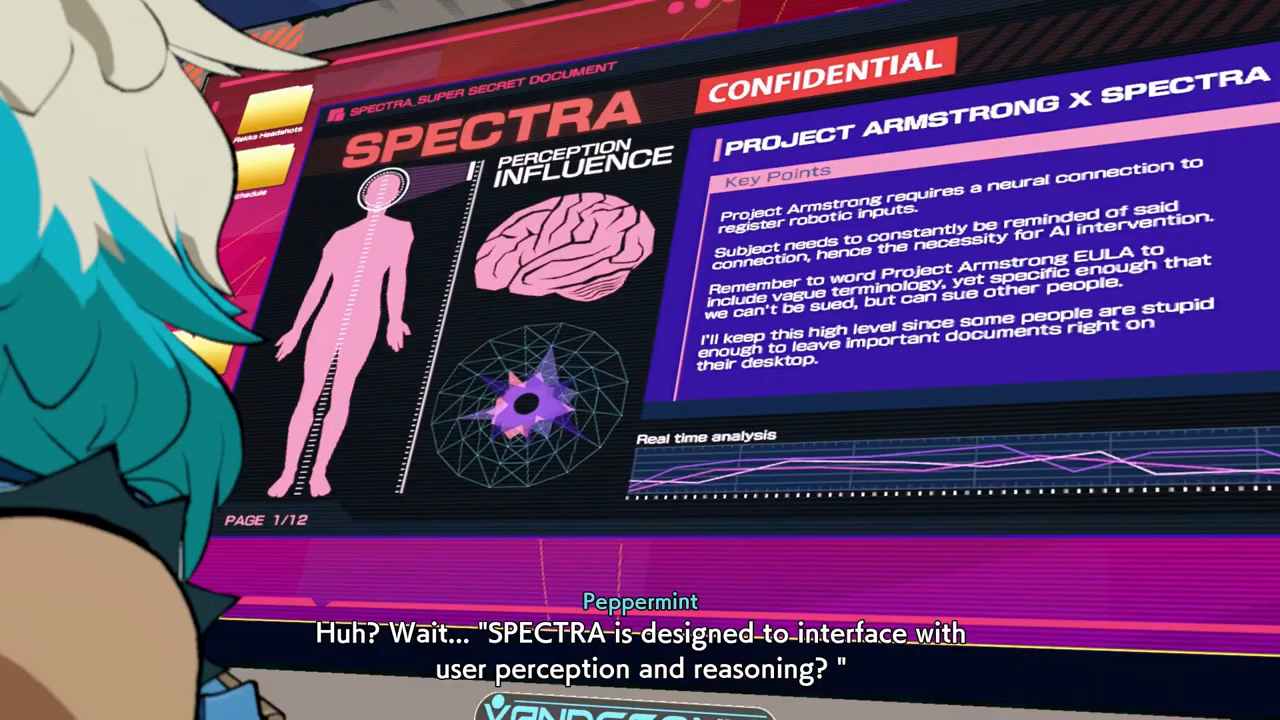 Rekka Headshots
chedule
SPECTRA_SUPER SECRET DOCUMENT
SPECTRA
CONFIDENTIAL
PERCEPTION
INFLUENCE
PROJECT ARMSTRONG X SPECTRA
Key Points
Project Armstrong requires a neural connection to
register robotic inputs.
Subject needs to constantly be reminded of said
connection, hence the necessity for AI intervention.
Remember to word Project Armstrong EULA to
include vague terminology, yet specific enough that
we can't be sued, but can sue other people.
I'll keep this high level since some people are stupid
enough to leave important documents right on
their desktop.
Real time analysis
PAGE 1/12
Peppermint
Huh? Wait... "SPECTRA is designed to interface with
user perception and reasoning? "